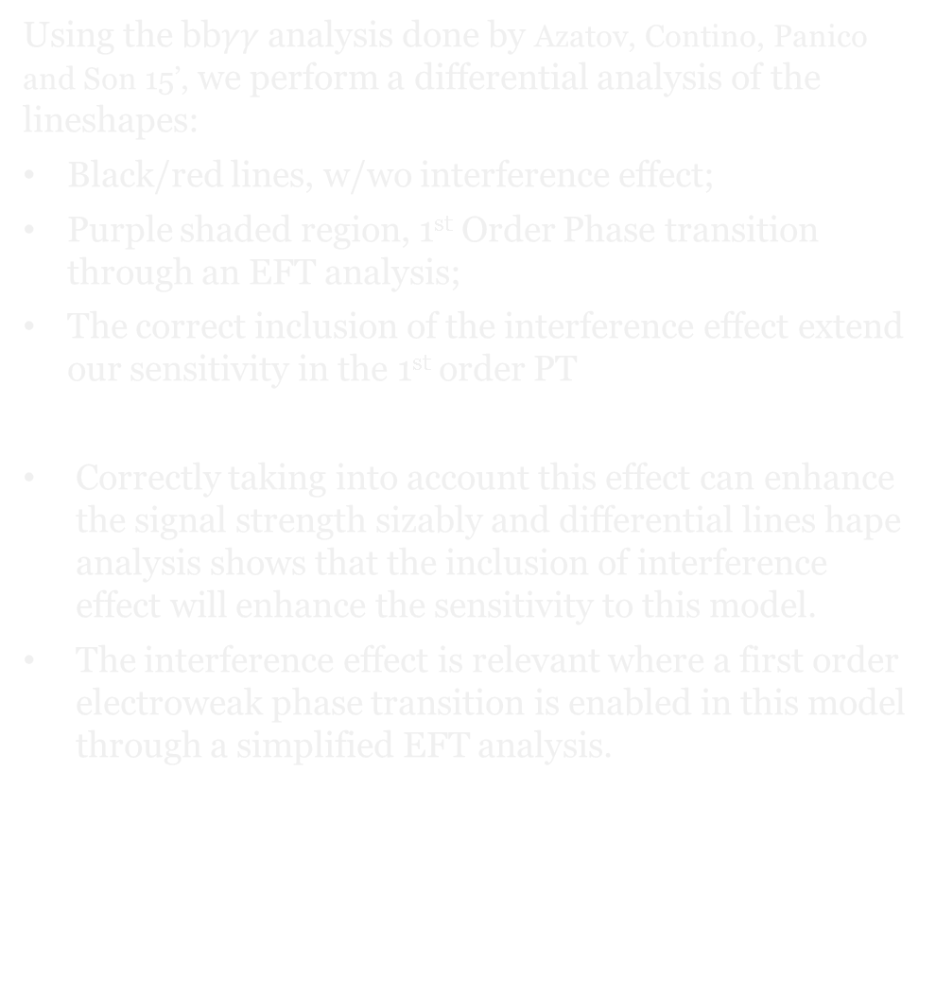 Using the bbγγ analysis done by Azatov, Contino, Panico
and Son 15’, we perform a differential analysis of the
lineshapes:
• Black/red lines, w/wo interference effect;
• Purple shaded region, 1st Order Phase transition
through an EFT analysis;
• The correct inclusion of the interference effect extend
our sensitivity in the 1st order PT
• Correctly taking into account this effect can enhance
the signal strength sizably and differential lines hape
analysis shows that the inclusion of interference
effect will enhance the sensitivity to this model.
• The interference effect is relevant where a first order
electroweak phase transition is enabled in this model
through a simplified EFT analysis.